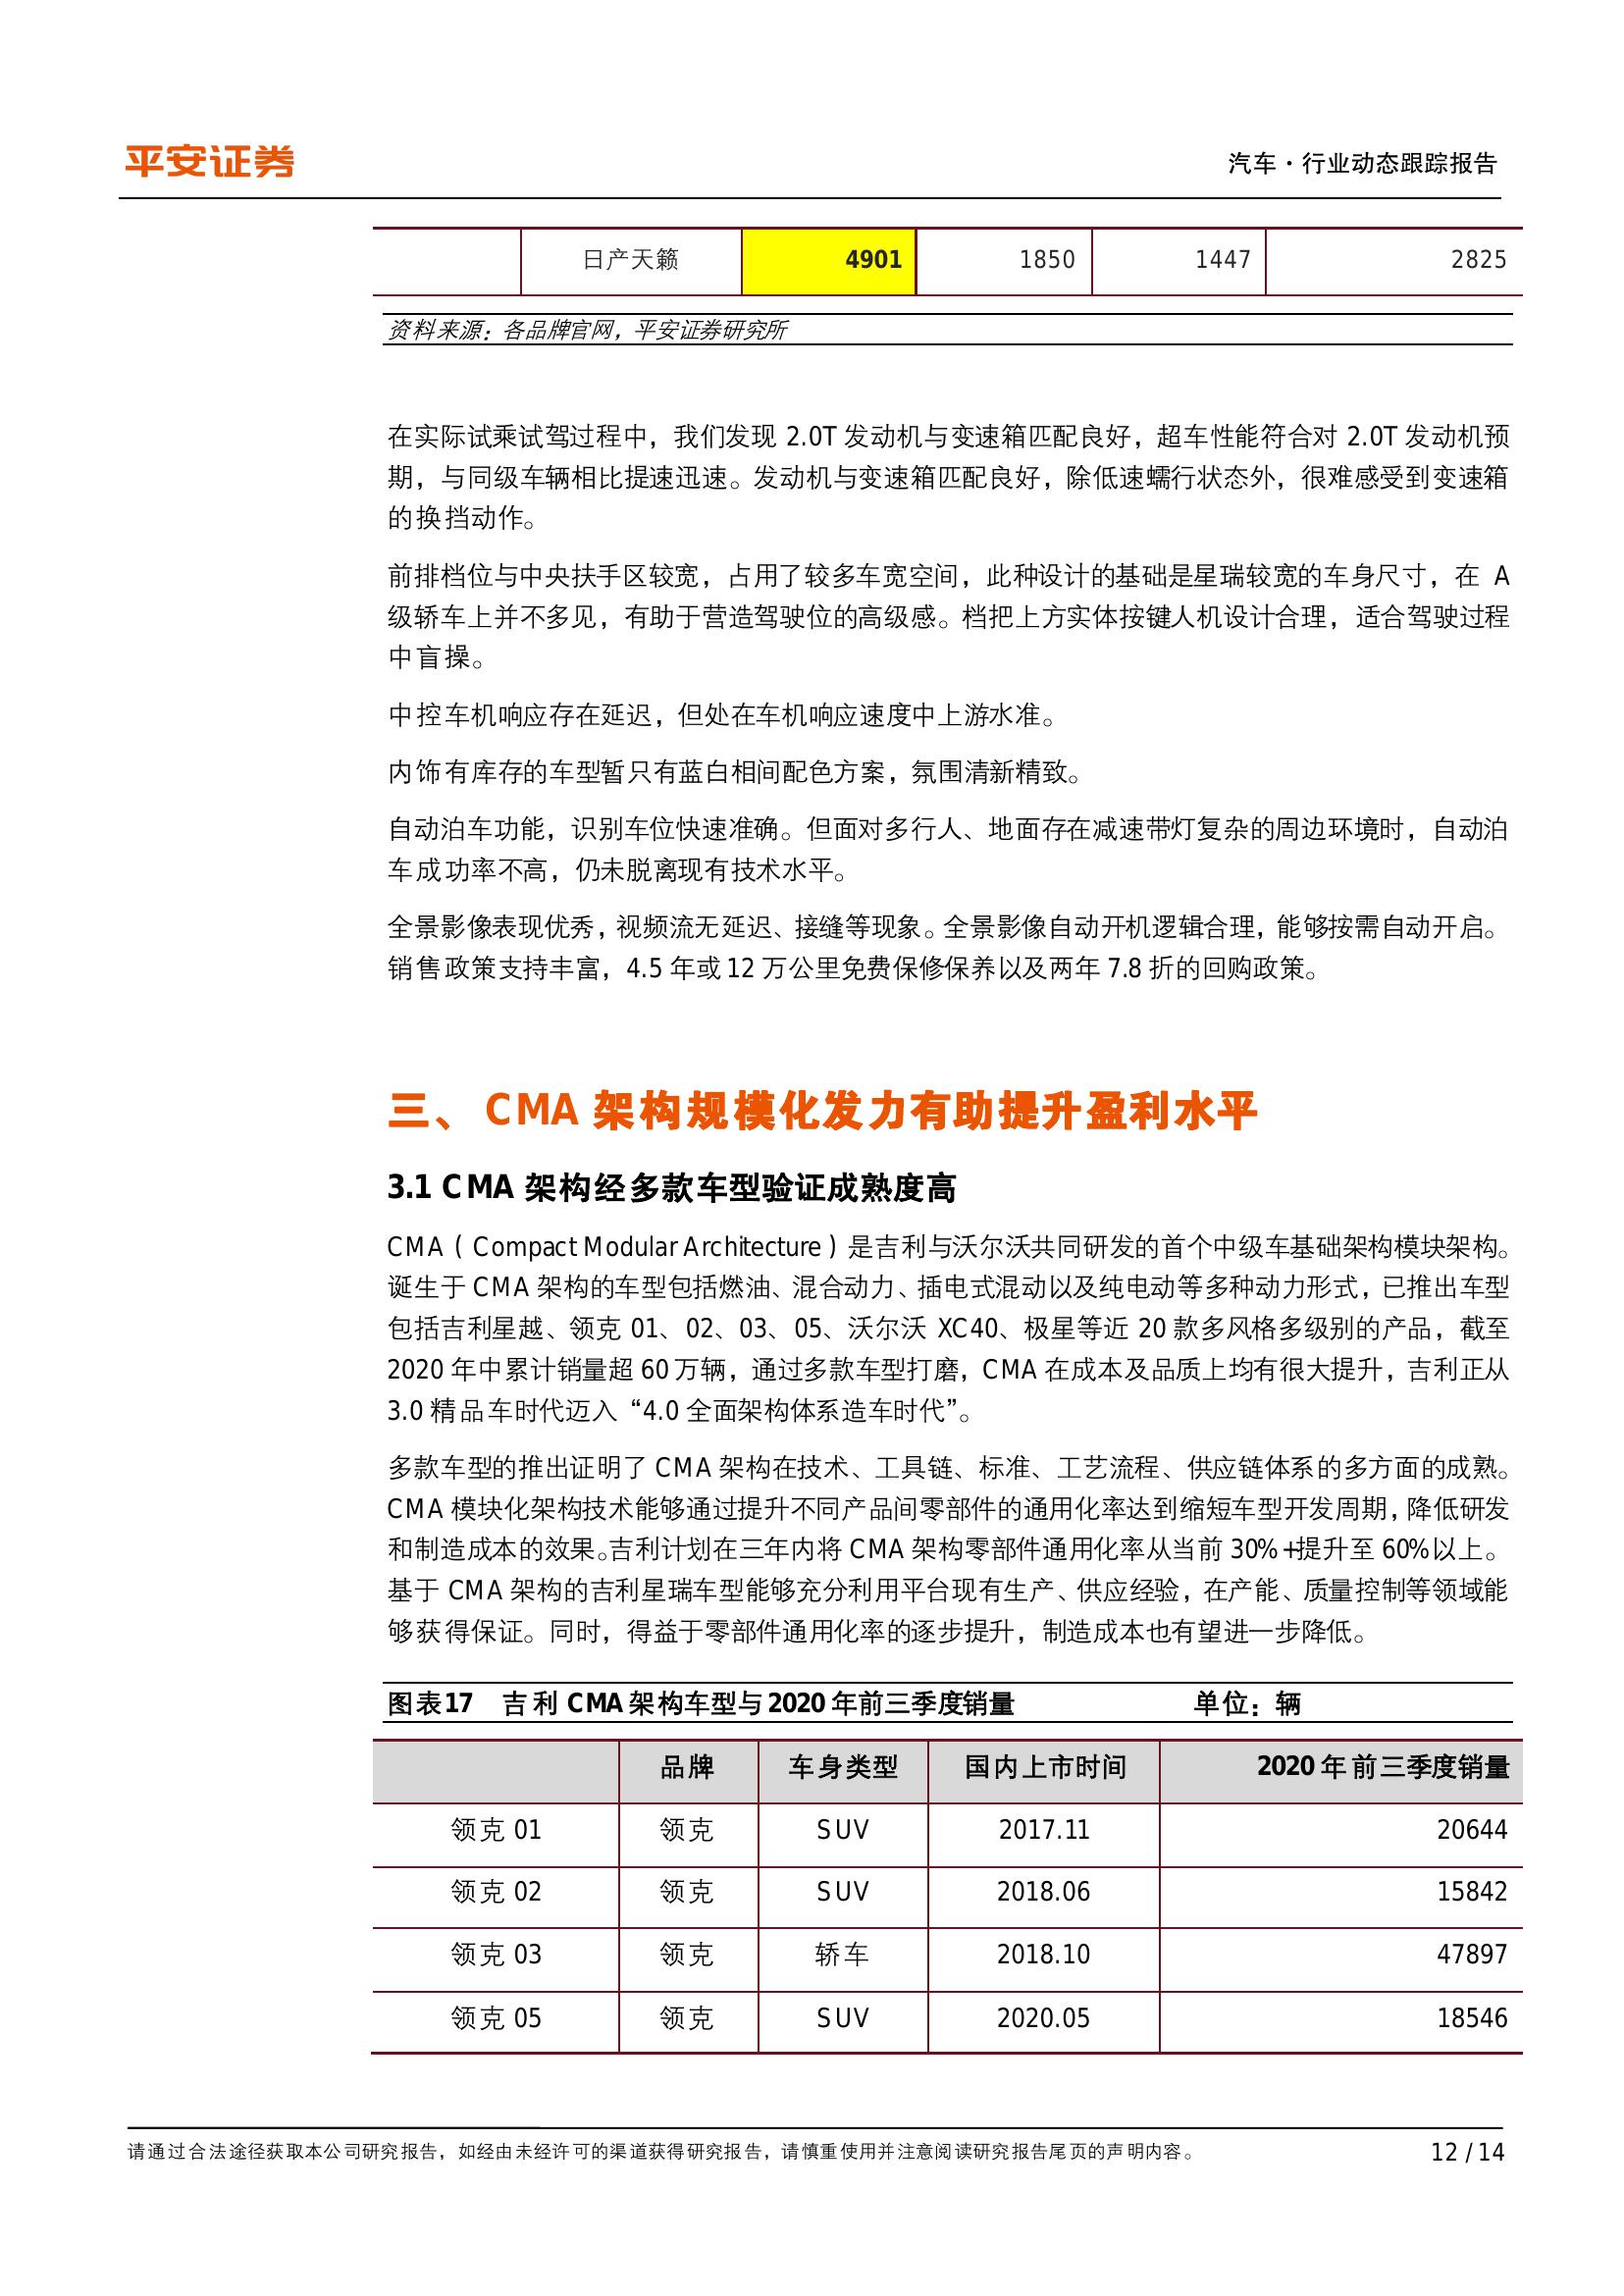 平安证券
汽车·行业动态跟踪报告
日产天籁 4901 1850 1447 2825
资料来源：各品牌官网，平安证券研究所
在实际试乘试驾过程中，我们发现 2.0T 发动机与变速箱匹配良好，超车性能符合对 2.0T 发动机预
期，与同级车辆相比提速迅速。发动机与变速箱匹配良好，除低速蠕行状态外，很难感受到变速箱
的换挡动作。
前排档位与中央扶手区较宽，占用了较多车宽空间，此种设计的基础是星瑞较宽的车身尺寸，在 A
级轿车上并不多见，有助于营造驾驶位的高级感。档把上方实体按键人机设计合理，适合驾驶过程
中盲操。
中控车机响应存在延迟，但处在车机响应速度中上游水准。
内饰有库存的车型暂只有蓝白相间配色方案，氛围清新精致。
自动泊车功能，识别车位快速准确。但面对多行人、地面存在减速带灯复杂的周边环境时，自动泊
车成功率不高，仍未脱离现有技术水平。
全景影像表现优秀，视频流无延迟、接缝等现象。全景影像自动开机逻辑合理，能够按需自动开启。
销售政策支持丰富，4.5 年或 12 万公里免费保修保养以及两年 7.8 折的回购政策。
三、 CMA 架构规模化发力有助提升盈利水平
3.1 CMA 架构经多款车型验证成熟度高
CMA（Compact Modular Architecture）是吉利与沃尔沃共同研发的首个中级车基础架构模块架构。
诞生于 CMA 架构的车型包括燃油、混合动力、插电式混动以及纯电动等多种动力形式，已推出车型
包括吉利星越、领克 01、02、03、05、沃尔沃 XC40、极星等近 20 款多风格多级别的产品，截至
2020 年中累计销量超 60 万辆，通过多款车型打磨，CMA 在成本及品质上均有很大提升，吉利正从
3.0 精品车时代迈入“4.0 全面架构体系造车时代”。
多款车型的推出证明了 CMA 架构在技术、工具链、标准、工艺流程、供应链体系的多方面的成熟。
CMA 模块化架构技术能够通过提升不同产品间零部件的通用化率达到缩短车型开发周期，降低研发
和制造成本的效果。吉利计划在三年内将 CMA 架构零部件通用化率从当前 30%+提升至 60%以上。
基于 CMA 架构的吉利星瑞车型能够充分利用平台现有生产、供应经验，在产能、质量控制等领域能
够获得保证。同时，得益于零部件通用化率的逐步提升，制造成本也有望进一步降低。
图表17 吉利 CMA 架构车型与 2020 年前三季度销量 单位：辆
品牌 车身类型 国内上市时间 2020 年前三季度销量
领克 01 领克 SUV 2017.11 20644
领克 02 领克 SUV 2018.06 15842
领克 03 领克 轿车 2018.10 47897
领克 05 领克 SUV 2020.05 18546
请通过合法途径获取本公司研究报告，如经由未经许可的渠道获得研究报告，请慎重使用并注意阅读研究报告尾页的声明内容。 12 / 14